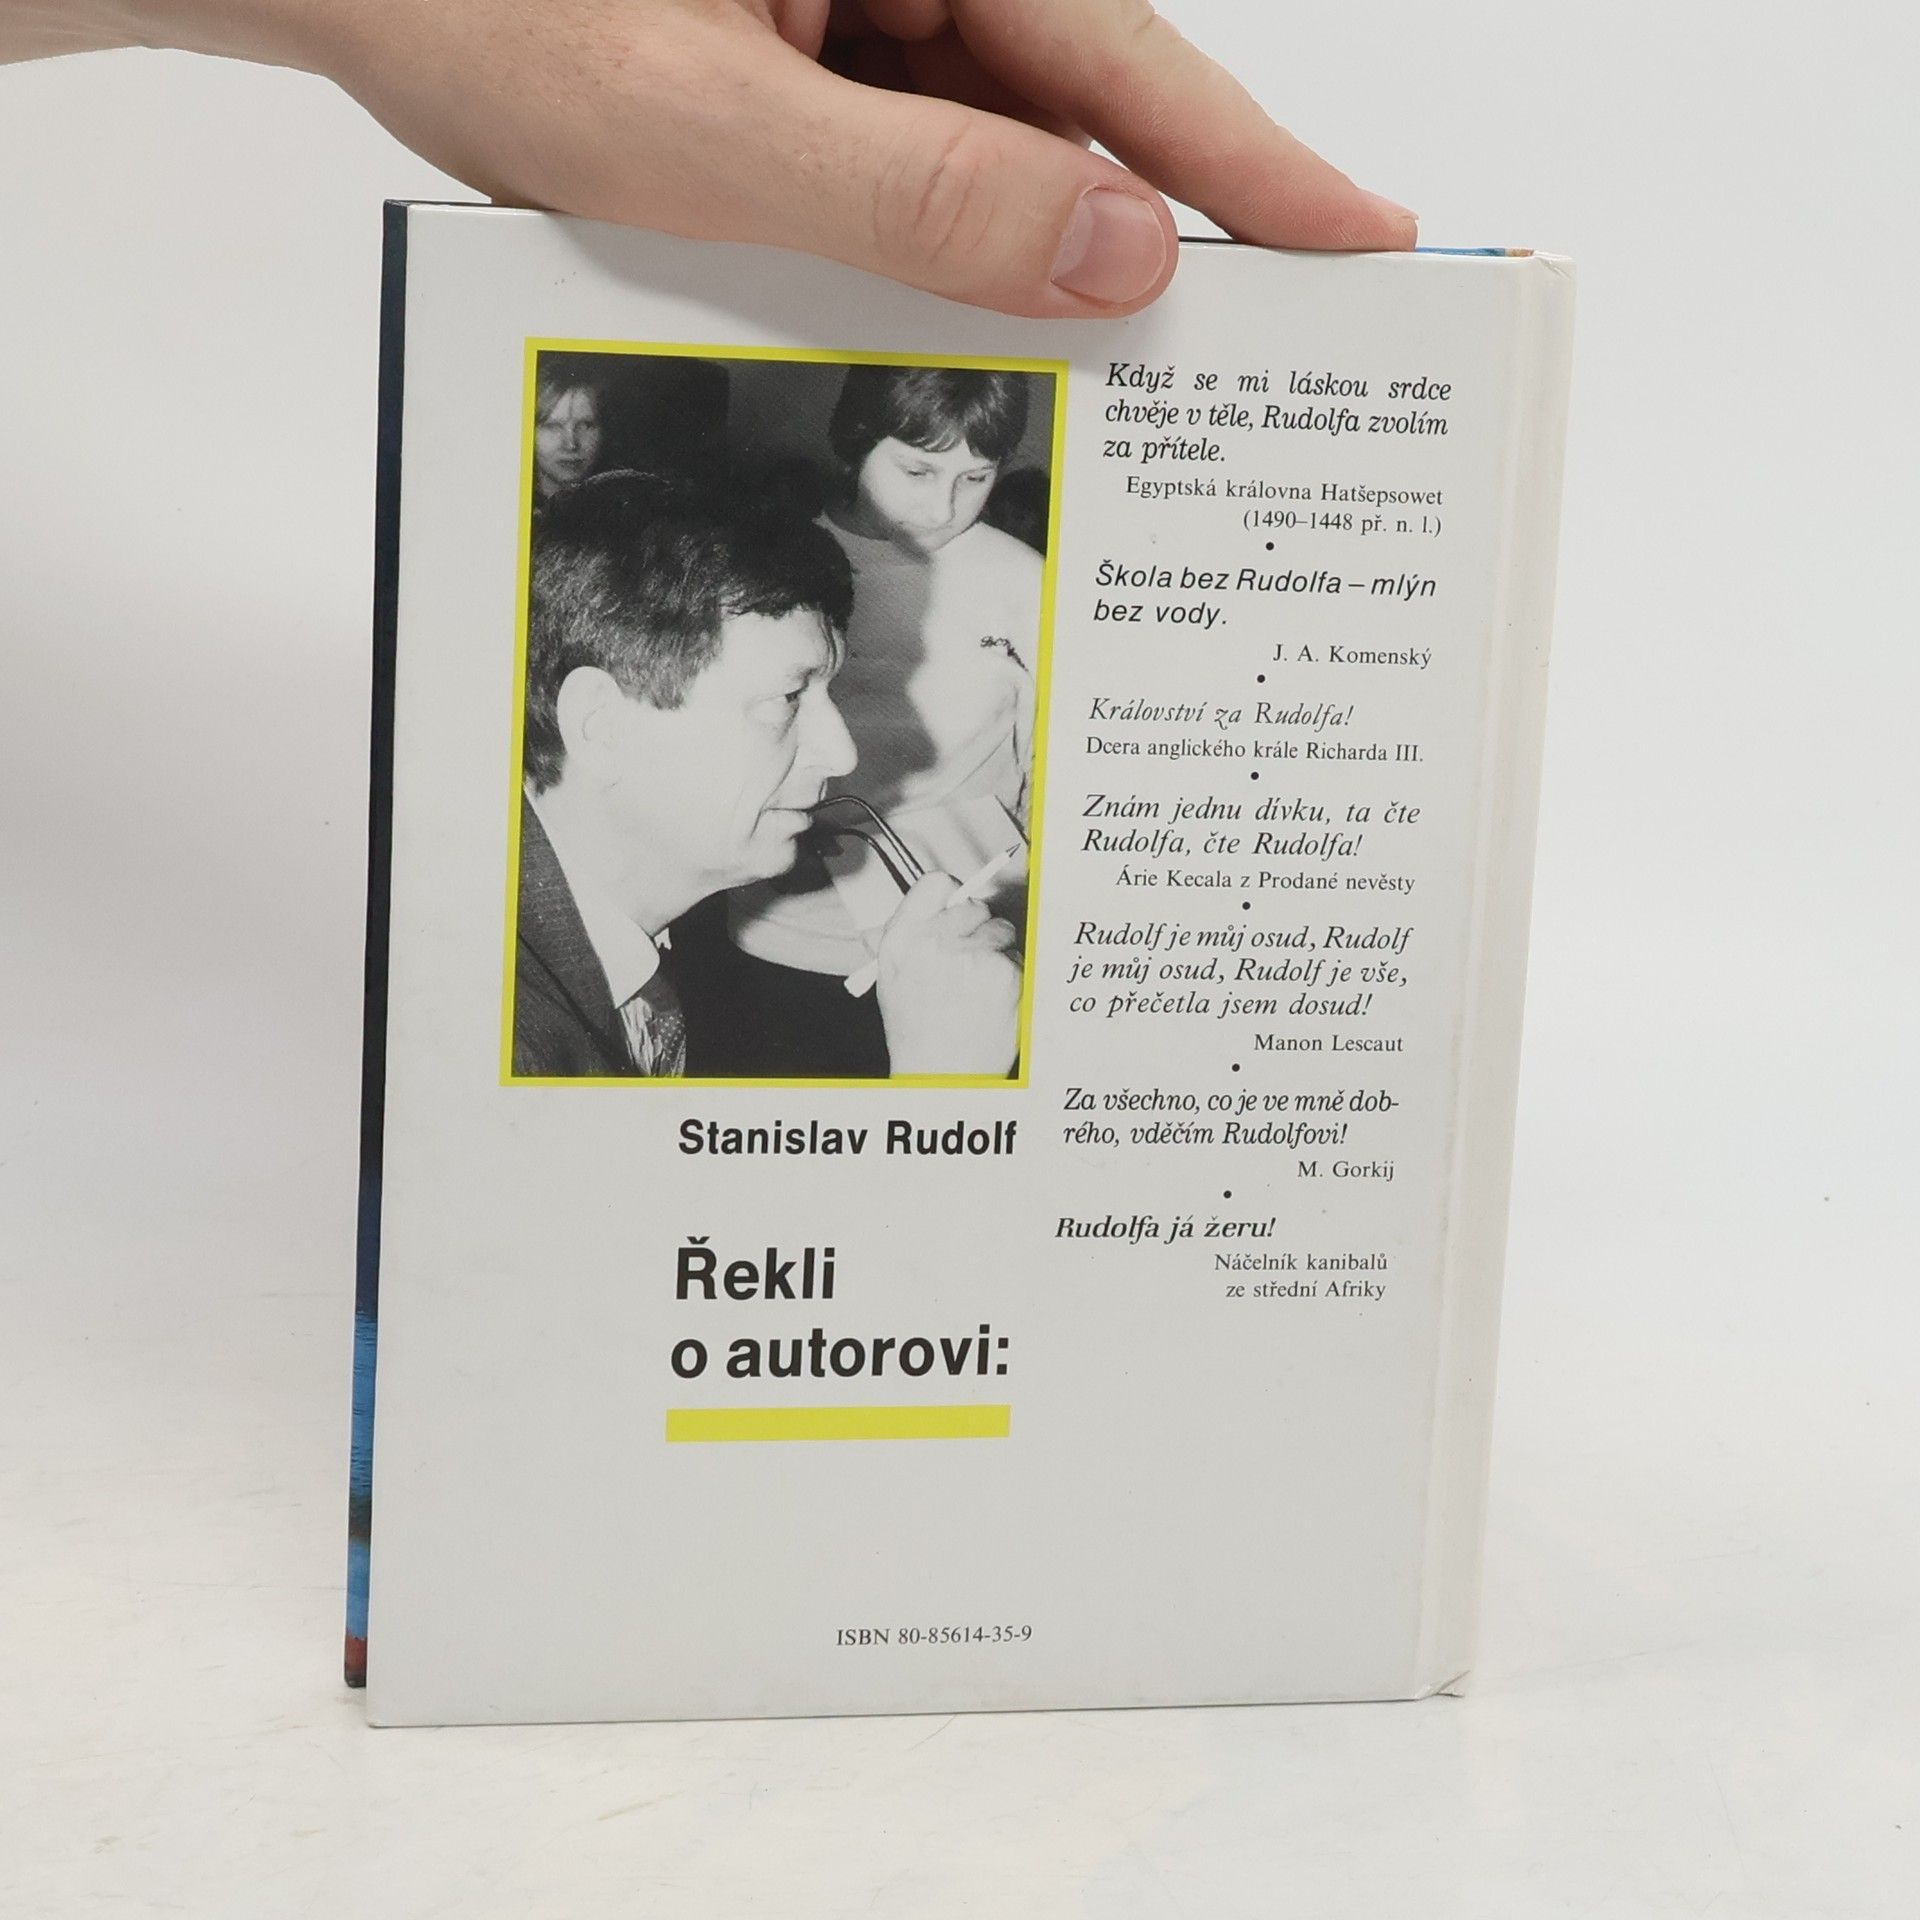 Když se mi láskou srdce
chvěje v těle, Rudolfa zvolím
za přítele.
Egyptská královna Hatšepsowet
(1490–1448 př. n. l.)
•
Škola bez Rudolfa – mlýn
bez vody.
J. A. Komenský
•
Království za Rudolfa!
Dcera anglického krále Richarda III.
•
Znám jednu dívku, ta čte
Rudolfa, čte Rudolfa!
Árie Kecala z Prodané nevěsty
•
Rudolf je můj osud, Rudolf
je můj osud, Rudolf je vše,
co přečetla jsem dosud!
Manon Lescaut
•
Za všechno, co je ve mně dob-
rého, vděčím Rudolfovi!
M. Gorkij
•
Rudolfa já žeru!
Náčelník kanibalů
ze střední Afriky
Stanislav Rudolf
Řekli
o autorovi:
ISBN 80-85614-35-9